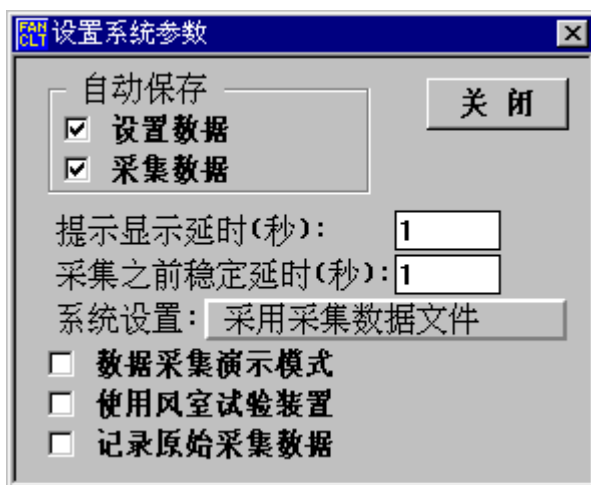 FAN CLT 设置系统参数
自动保存
关 闭
设置数据
采集数据
提示显示延时(秒): 1
采集之前稳定延时(秒): 1
系统设置: 采用采集数据文件
数据采集演示模式
使用风室试验装置
记录原始采集数据